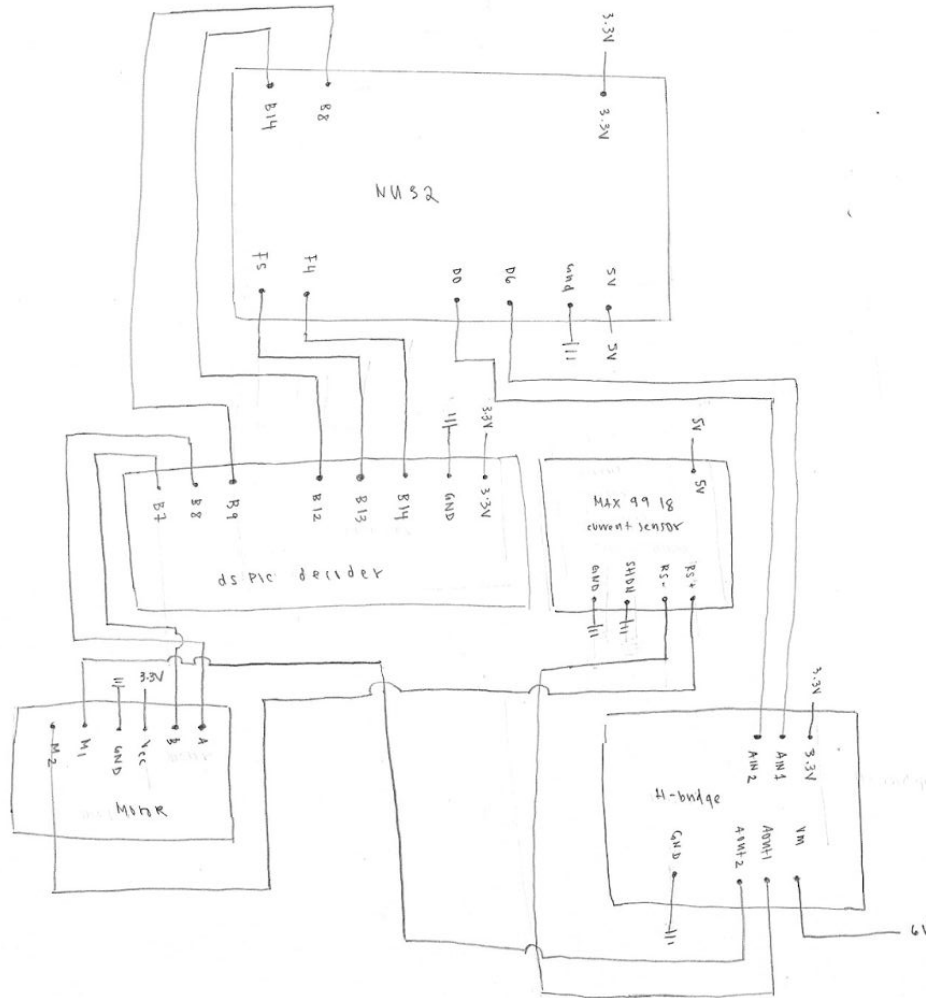 3.3V
B14
B8
3.3V
NU32
F5
F4
D0
D6
Gnd
5V
5V
3.3V
5V
B7
B8
B9
B12
B13
B14
GND
3.3V
dsPIC decoder
5V
MAX 9918
current sensor
GND
SHDN
RS-
RS+
3.3V
M2
M1
GND
Vcc
B
A
Motor
3.3V
AIN2
AIN1
3.3V
H-bridge
GND
AOUT2
AOUT1
VM